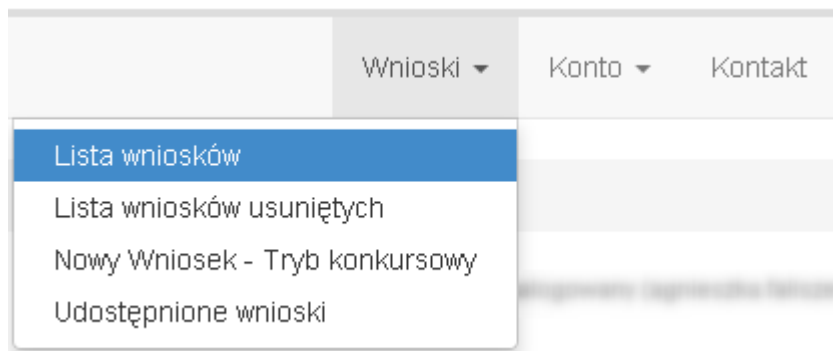 Wnioski Konto Kontakt
Lista wniosków
Lista wniosków usuniętych
Nowy Wniosek - Tryb konkursowy
Udostępnione wnioski